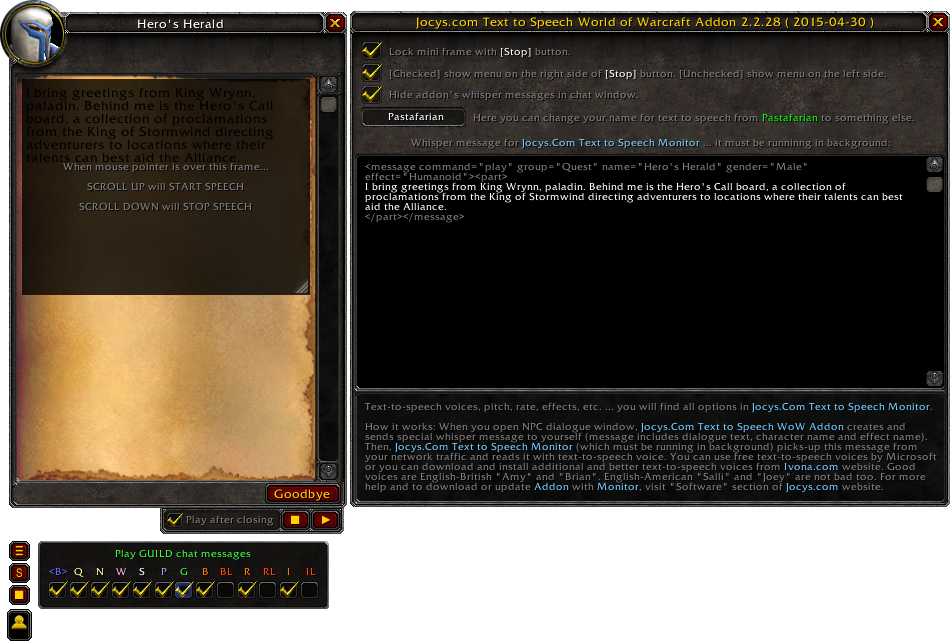 Hero's Herald
I bring greetings from King Wrynn,
paladin. Behind me is the Hero's Call
board, a collection of proclamations
from the King of Stormwind directing
adventurers to locations where their
talents can best aid the Alliance.
When mouse pointer is over this frame...
SCROLL UP will START SPEECH
SCROLL DOWN will STOP SPEECH
Goodbye
Play after closing
Jocys.com Text to Speech World of Warcraft Addon 2.2.28 ( 2015-04-30 )
Lock mini frame with [Stop] button.
[Checked] show menu on the right side of [Stop] button. [Unchecked] show menu on the left side.
Hide addon's whisper messages in chat window.
Pastafarian
Here you can change your name for text to speech from Pastafarian to something else.
Whisper message for Jocys.Com Text to Speech Monitor ... it must be runnning in background:
<message command="play" group="Quest" name="Hero's Herald" gender="Male"
effect="Humanoid"><part>
I bring greetings from King Wrynn, paladin. Behind me is the Hero's Call board, a collection of
proclamations from the King of Stormwind directing adventurers to locations where their talents can best
aid the Alliance.
</part></message>
Text-to-speech voices, pitch, rate, effects, etc. ... you will find all options in Jocys.Com Text to Speech Monitor.
How it works: When you open NPC dialogue window, Jocys.Com Text to Speech WoW Addon creates and
sends special whisper message to yourself (message includes dialogue text, character name and effect name).
Then, Jocys.Com Text to Speech Monitor (which must be running in background) picks-up this message from
your network traffic and reads it with text-to-speech voice. You can use free text-to-speech voices by Microsoft
or you can download and install additional and better text-to-speech voices from Ivona.com website. Good
voices are English-British "Amy" and "Brian". English-American "Salli" and "Joey" are not bad too. For more
help and to download or update Addon with Monitor, visit "Software" section of Jocys.com website.
S
Play GUILD chat messages
<B> Q N W S P G B BL R RL I IL